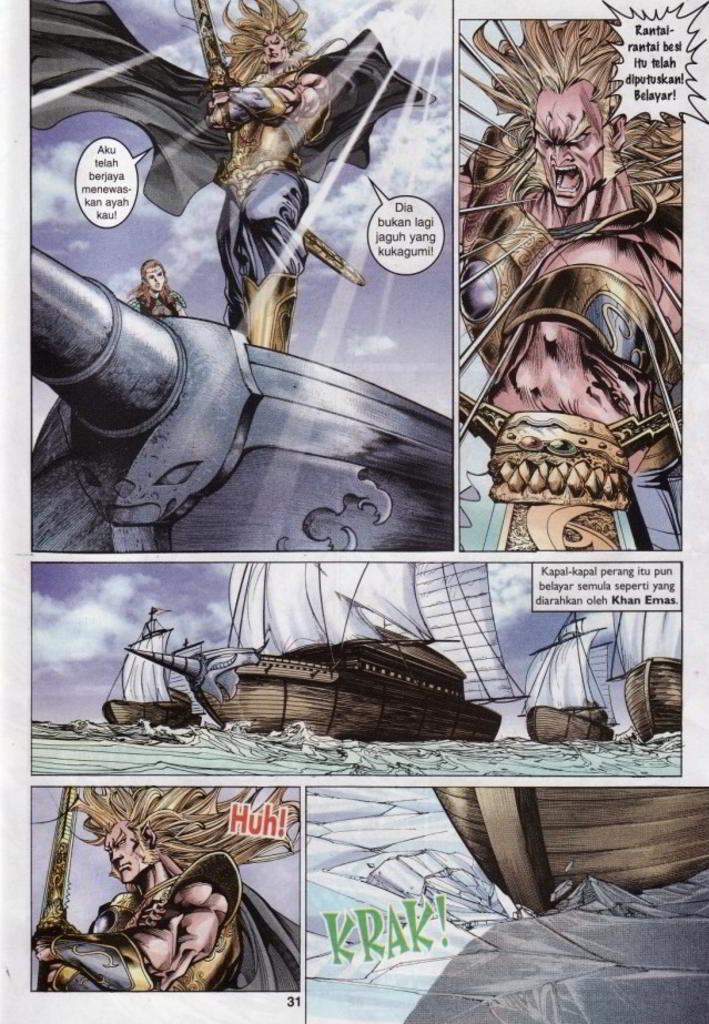 Aku
telah
berjaya
menewas-
kan ayah
kau!
Dia
bukan lagi
jaguh yang
kukagumi!
Rantai-
rantai besi
itu telah
diputuskan!
Belayar!
Kapal-kapal perang itu pun
belayar semula seperti yang
diarahkan oleh Khan Emas.
Huh!
KRAK!
31